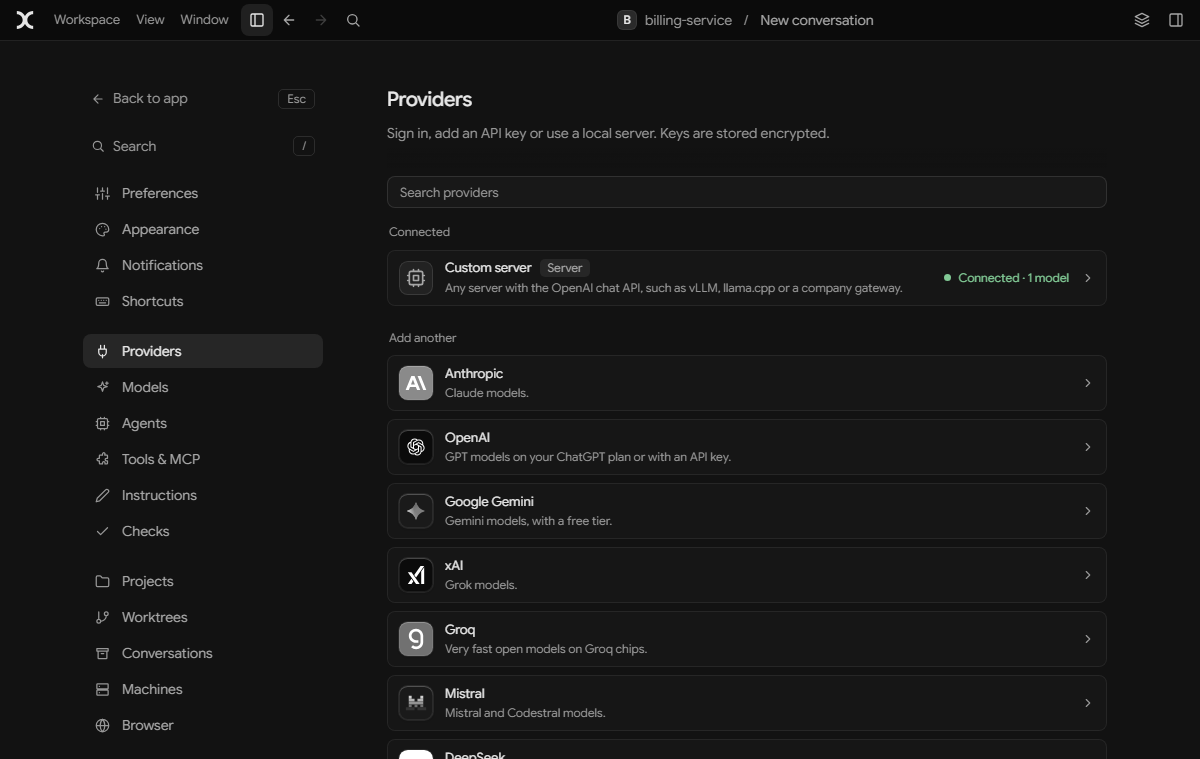 Workspace View Window
B billing-service / New conversation
Back to app Esc
Search /
Preferences
Appearance
Notifications
Shortcuts
Providers
Models
Agents
Tools & MCP
Instructions
Checks
Projects
Worktrees
Conversations
Machines
Browser
Providers
Sign in, add an API key or use a local server. Keys are stored encrypted.
Search providers
Connected
Custom server Server
Any server with the OpenAI chat API, such as vLLM, llama.cpp or a company gateway.
Connected · 1 model
Add another
Anthropic
Claude models.
OpenAI
GPT models on your ChatGPT plan or with an API key.
Google Gemini
Gemini models, with a free tier.
xAI
Grok models.
Groq
Very fast open models on Groq chips.
Mistral
Mistral and Codestral models.
DeepSeek